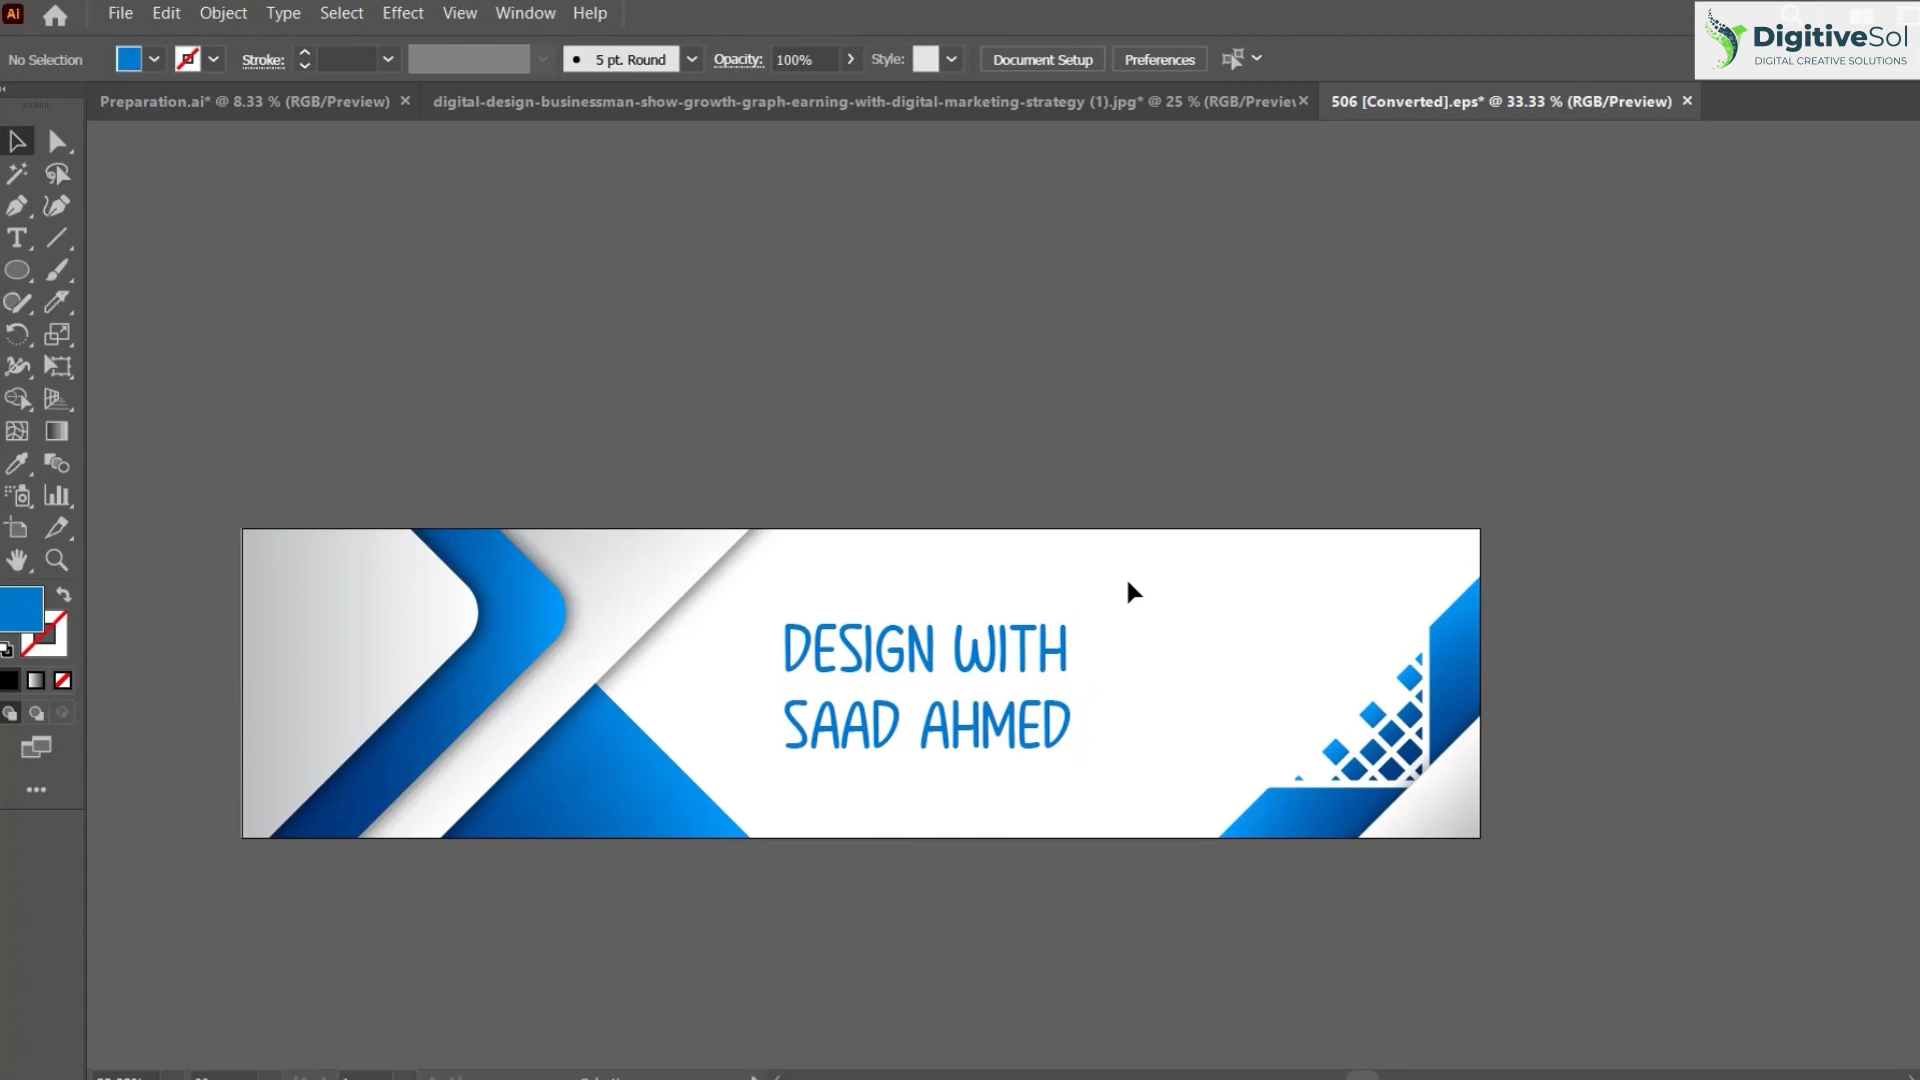 Ai File Edit Object Type Select Effect View Window Help
DigitiveSol
DIGITAL CREATIVE SOLUTIONS
No Selection Stroke: 5 pt. Round Opacity: 100% Style: Document Setup Preferences
Preparation.ai* @ 8.33 % (RGB/Preview) × digital-design-businessman-show-growth-graph-earning-with-digital-marketing-strategy (1).jpg* @ 25 % (RGB/Preview × 506 [Converted].eps* @ 33.33 % (RGB/Preview) ×
DESIGN WITH
SAAD AHMED